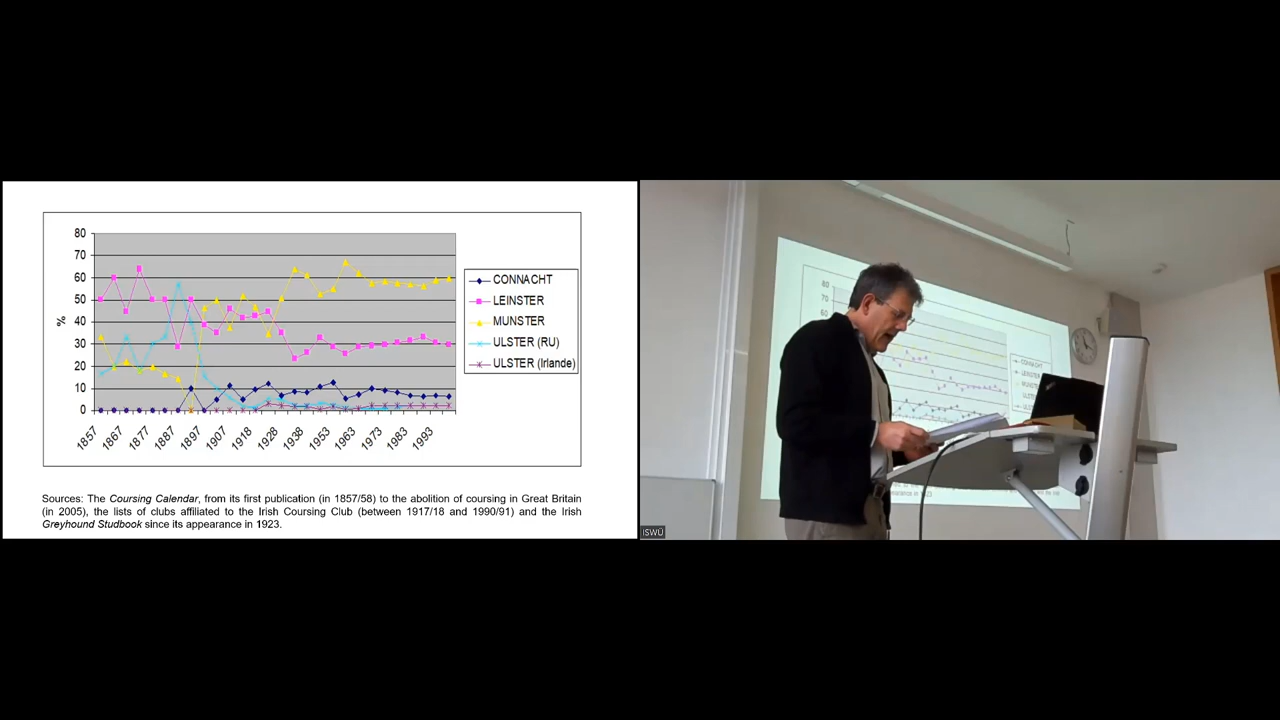 80
70
60
50
40
30
20
10
0
%
1857
1867
1877
1887
1897
1907
1918
1928
1938
1953
1963
1973
1983
1993
CONNACHT
LEINSTER
MUNSTER
ULSTER (RU)
ULSTER (Irlande)
Sources: The Coursing Calendar, from its first publication (in 1857/58) to the abolition of coursing in Great Britain
(in 2005), the lists of clubs affiliated to the Irish Coursing Club (between 1917/18 and 1990/91) and the Irish
Greyhound Studbook since its appearance in 1923.
80
70
60
CONNACHT
ISWÜ